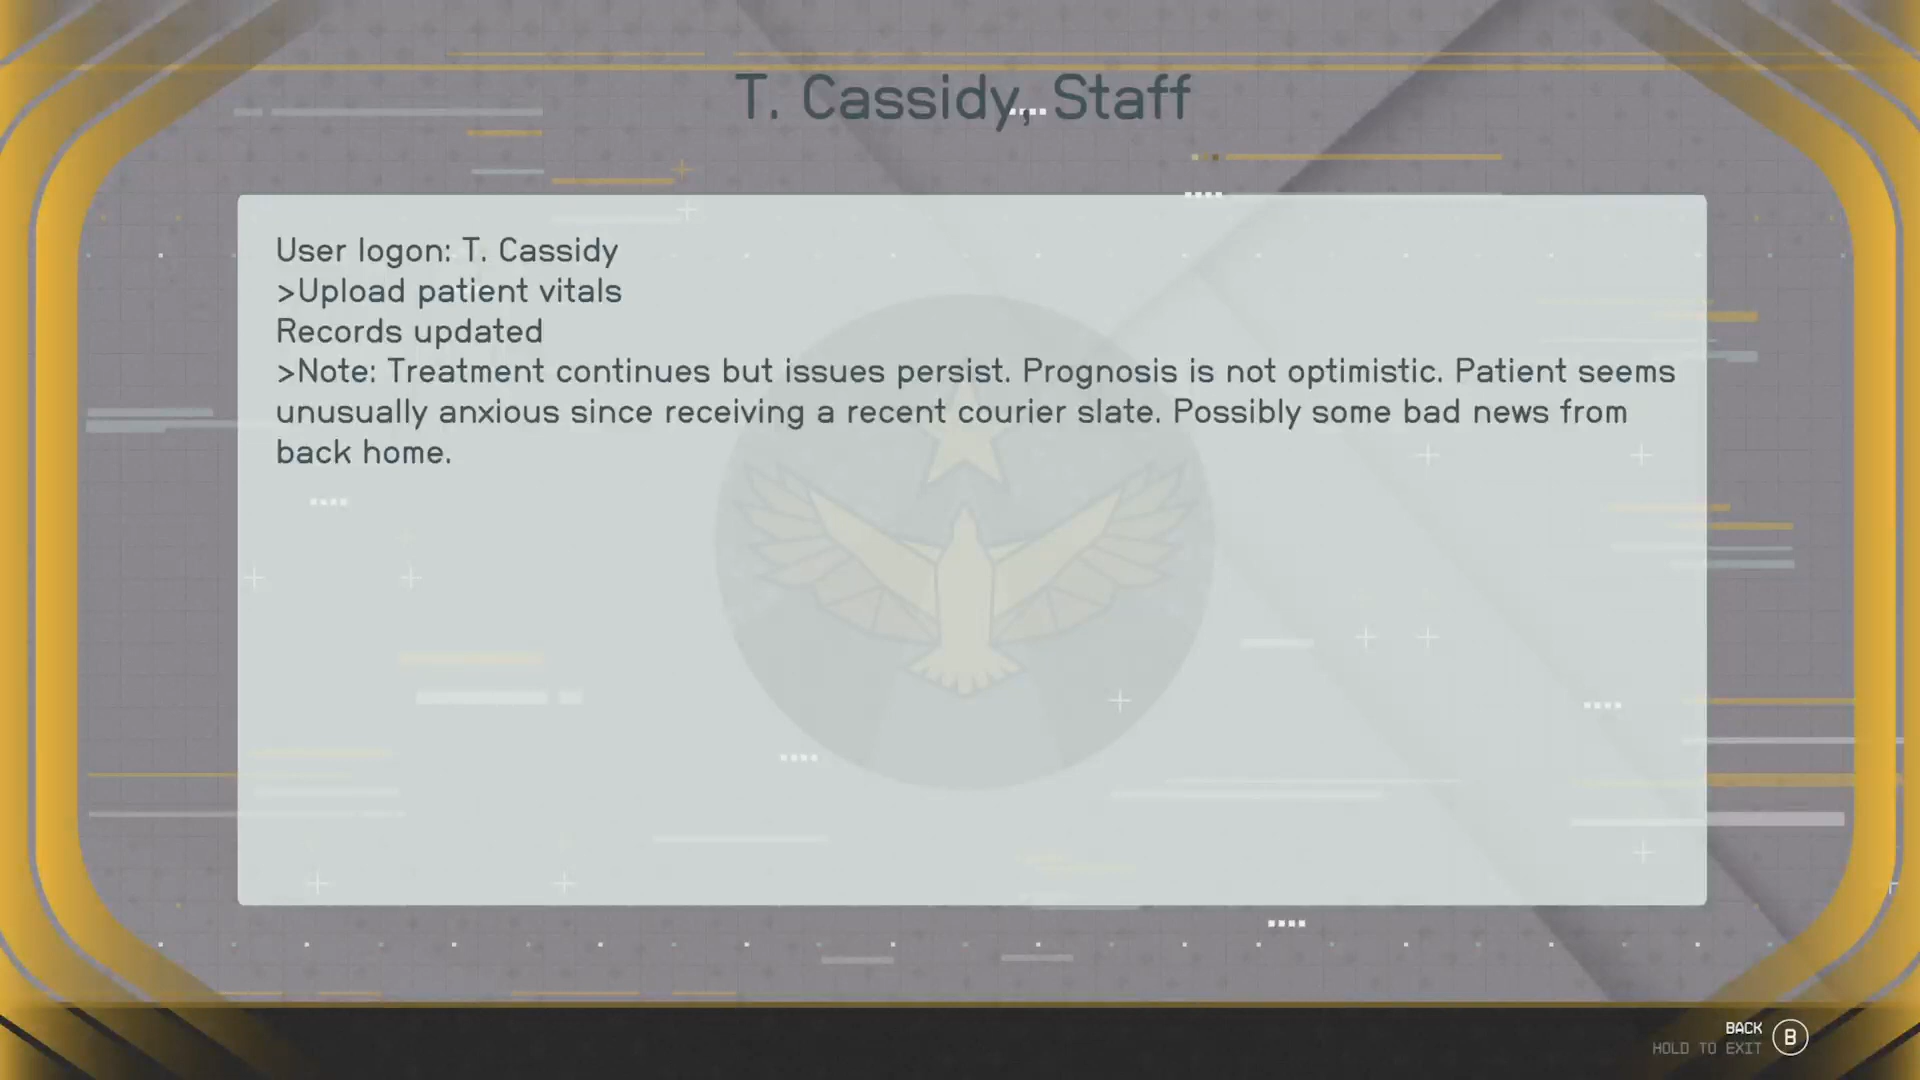 T. Cassidy, Staff
User logon: T. Cassidy
>Upload patient vitals
Records updated
>Note: Treatment continues but issues persist. Prognosis is not optimistic. Patient seems
unusually anxious since receiving a recent courier slate. Possibly some bad news from
back home.
BACK
HOLD TO EXIT
B